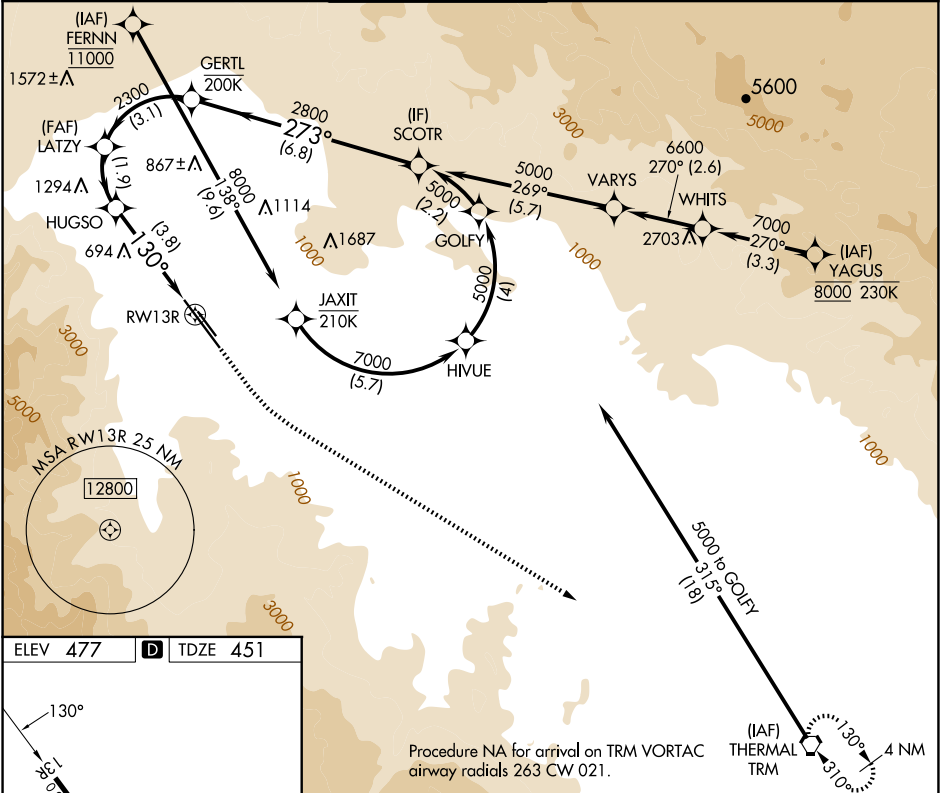 (IAF)
FERNN
11000
1572±
GERTL
200K
2300
(3.1)
2800
273°
(6.8)
(IF)
SCOTR
5600
5000
3000
(FAF)
LATZY
867±
8000
138°
(9.6)
1114
1294
(1.9)
HUGSO
694
(3.8)
130°
1687
1000
5000
(2.2)
GOLFY
5000
269°
(5.7)
VARYS
6600
270° (2.6)
WHITS
2703
7000
270°
(3.3)
(IAF)
YAGUS
8000 230K
1000
RW13R
JAXIT
210K
7000
(5.7)
5000
(4)
HIVUE
3000
5000
MSA RW13R 25 NM
12800
1000
1000
3000
5000 to GOLFY
315°
(18)
ELEV 477 D TDZE 451
130°
13R
Procedure NA for arrival on TRM VORTAC
airway radials 263 CW 021.
(IAF)
THERMAL
TRM
130°
310°
4 NM